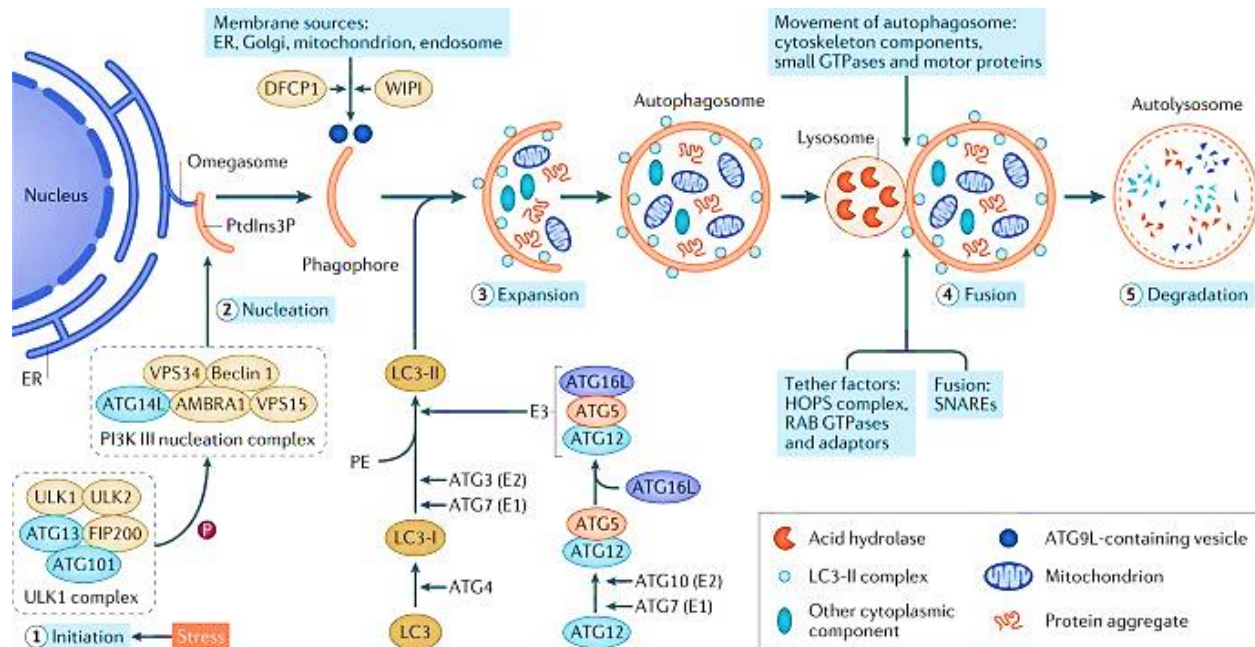 Membrane sources:
ER, Golgi, mitochondrion, endosome
DFCP1
WIPI
Movement of autophagosome:
cytoskeleton components,
small GTPases and motor proteins
Autophagosome
Lysosome
Autolysosome
Omegasome
Nucleus
PtdIns3P
Phagophore
3 Expansion
4 Fusion
5 Degradation
2 Nucleation
ER
VPS34
Beclin 1
ATG14L
AMBRA1
VPS15
PI3K III nucleation complex
LC3-II
E3
ATG16L
ATG5
ATG12
Tether factors:
HOPS complex,
RAB GTPases
and adaptors
Fusion:
SNAREs
PE
ATG3 (E2)
ATG7 (E1)
ATG16L
ULK1
ULK2
ATG13
FIP200
ATG101
P
ULK1 complex
LC3-I
ATG5
ATG12
ATG4
ATG10 (E2)
ATG7 (E1)
1 Initiation
Stress
LC3
ATG12
Acid hydrolase
LC3-II complex
Other cytoplasmic
component
ATG9L-containing vesicle
Mitochondrion
Protein aggregate